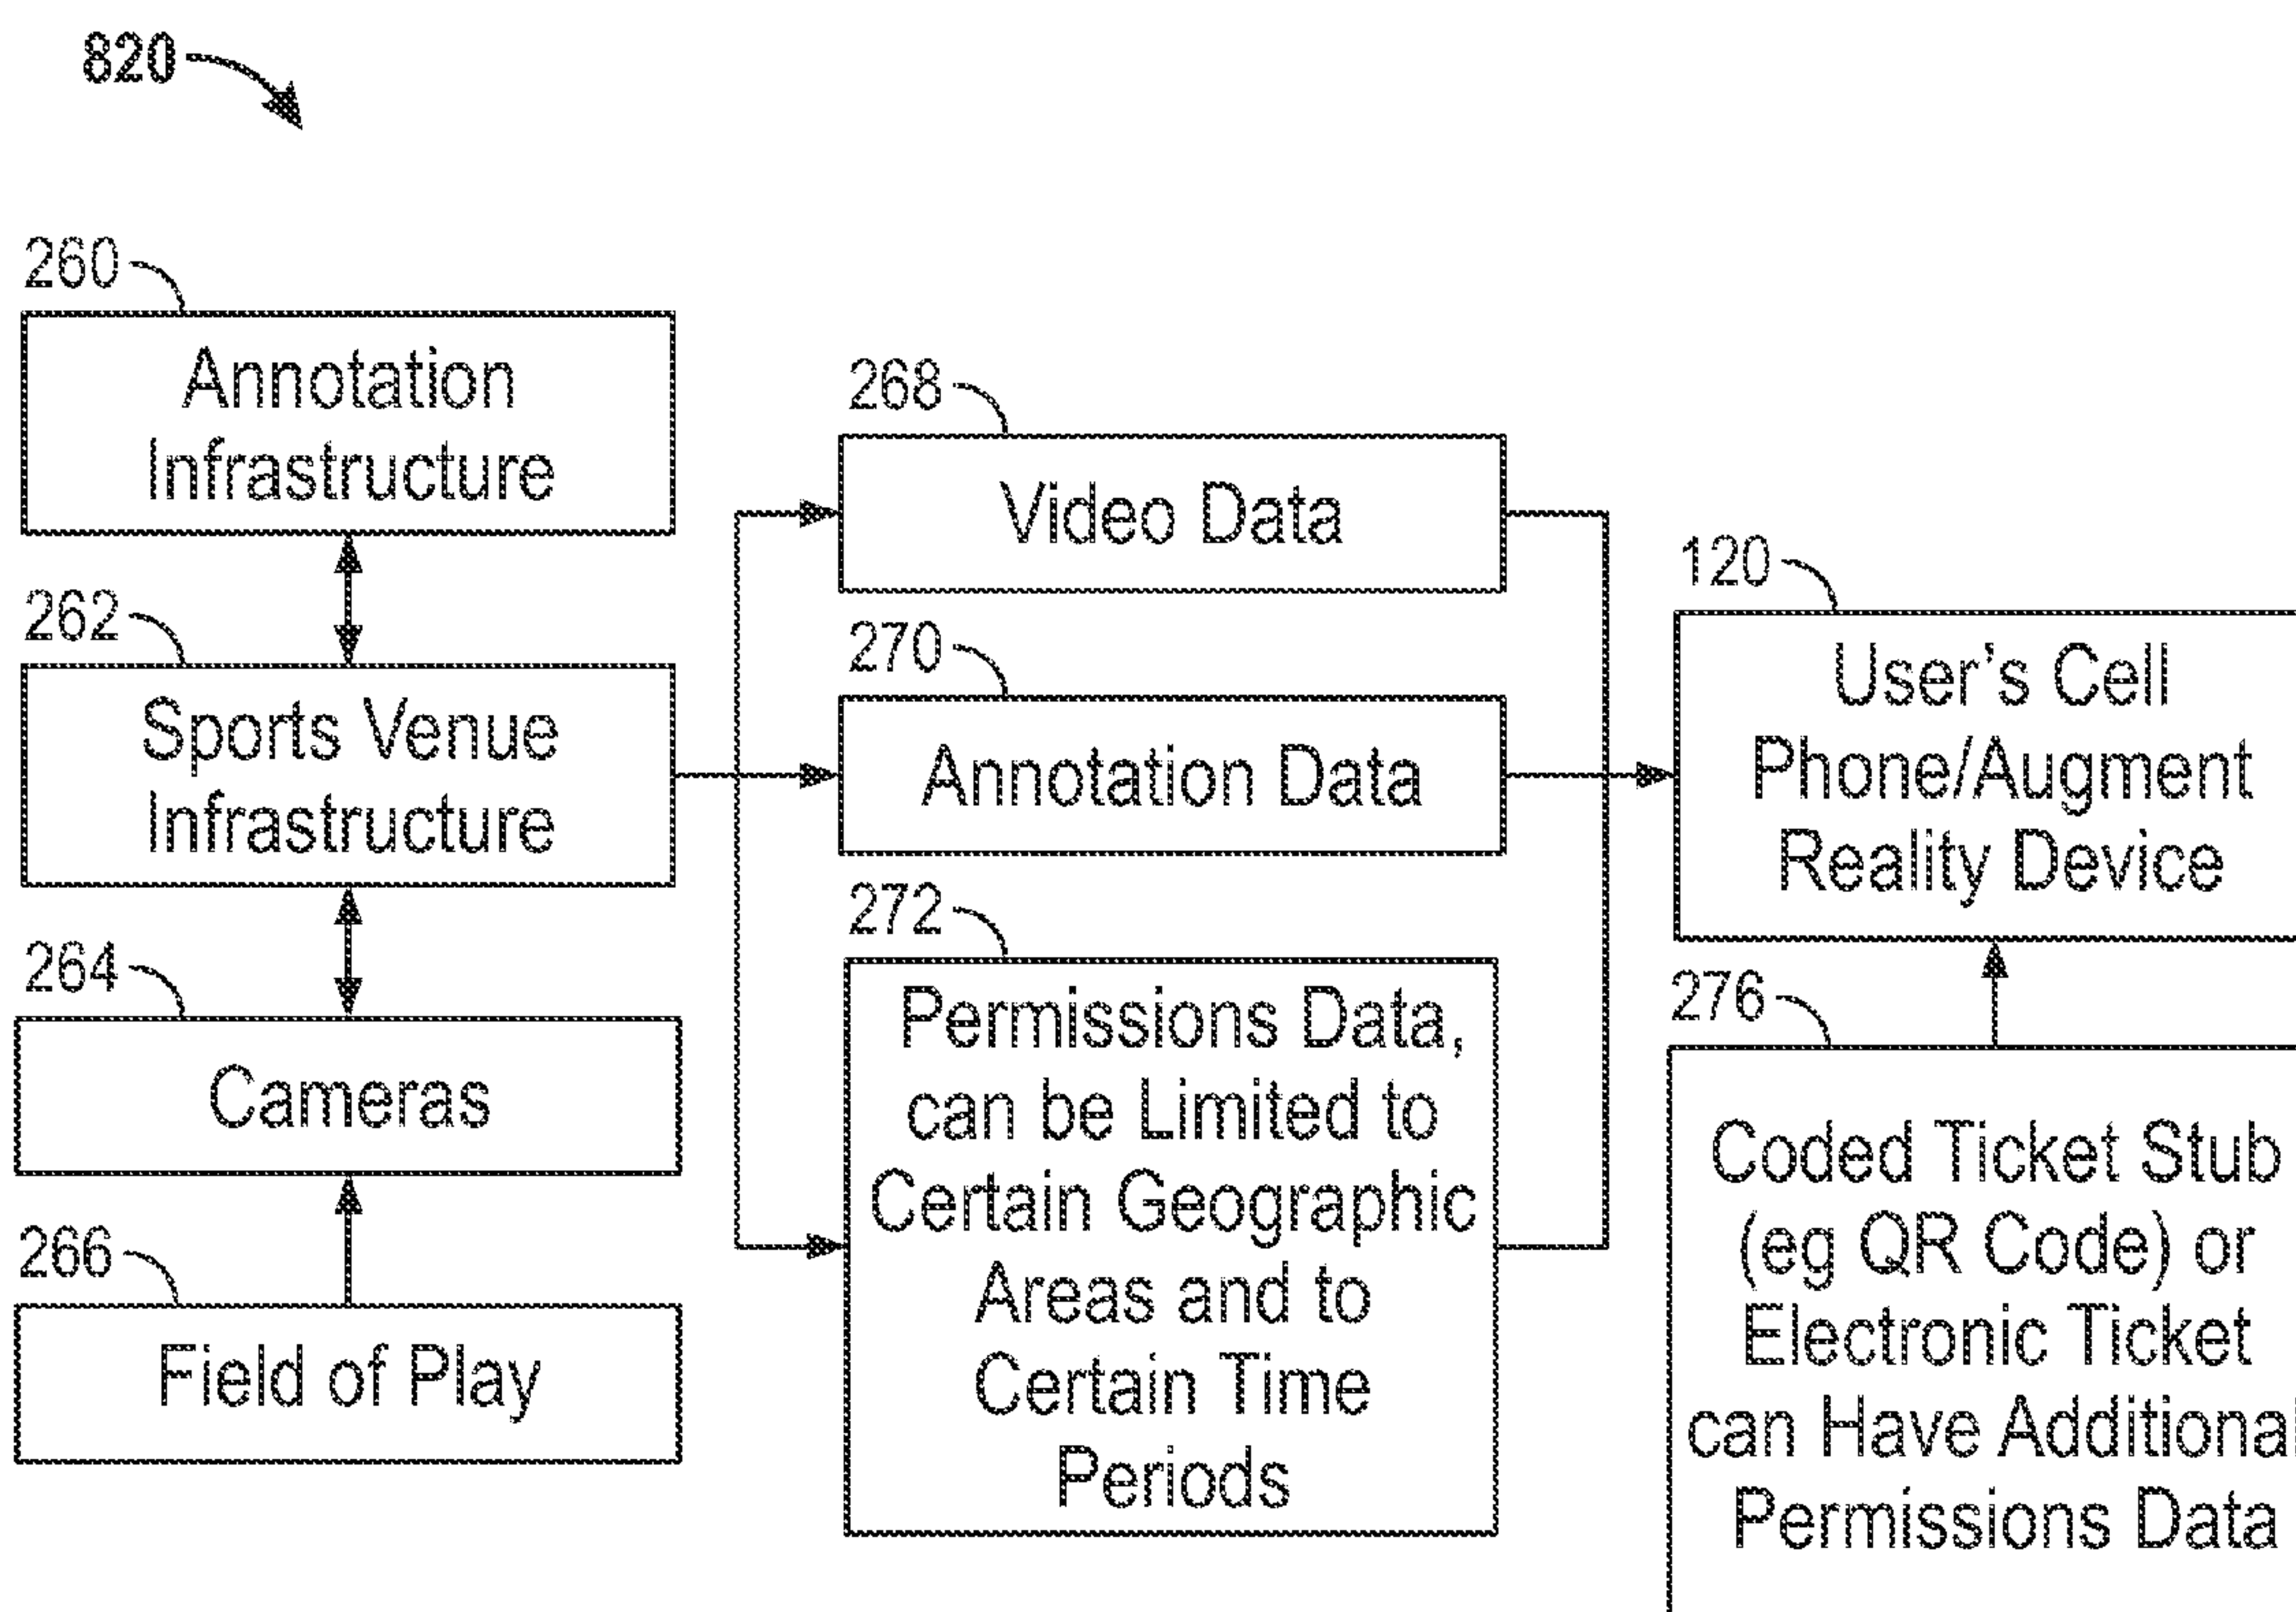 820
260
Annotation
Infrastructure
262
Sports Venue
Infrastructure
264
Cameras
266
Field of Play
268
Video Data
270
Annotation Data
272
Permissions Data,
can be Limited to
Certain Geographic
Areas and to
Certain Time
Periods
120
User's Cell
Phone/Augment
Reality Device
276
Coded Ticket Stub
(eg QR Code) or
Electronic Ticket
can Have Additional
Permissions Data